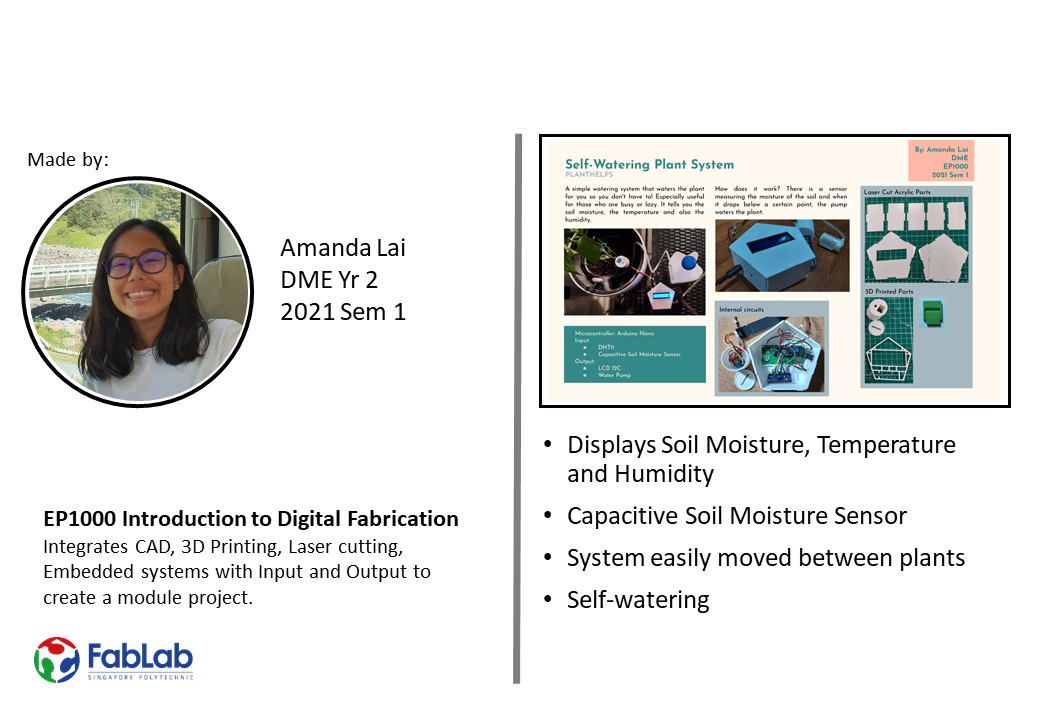 Made by:
Amanda Lai
DME Yr 2
2021 Sem 1
EP1000 Introduction to Digital Fabrication
Integrates CAD, 3D Printing, Laser cutting,
Embedded systems with Input and Output to
create a module project.
FabLab
SINGAPORE POLYTECHNIC
By: Amanda Lai
DME
EP1000
2021 Sem 1
Self-Watering Plant System
PLANTHELPS
A simple watering system that waters the plant
for you so you don't have to! Especially useful
for those who are busy or lazy. It tells you the
soil moisture, the temperature and also the
humidity.
How does it work? There is a sensor
measuring the moisture of the soil and when
it drops below a certain point, the pump
waters the plant.
Microcontroller: Arduino Nano
Input:
● DHT11
● Capacitive Soil Moisture Sensor
Output:
● LCD I2C
● Water Pump
Internal circuits
Laser Cut Acrylic Parts
3D Printed Parts
• Displays Soil Moisture, Temperature
and Humidity
• Capacitive Soil Moisture Sensor
• System easily moved between plants
• Self-watering